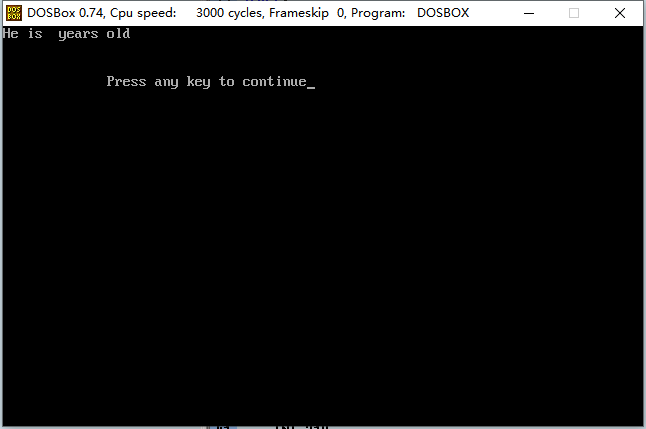 DOSBox 0.74, Cpu speed:     3000 cycles, Frameskip  0, Program:   DOSBOX
He is  years old
Press any key to continue_